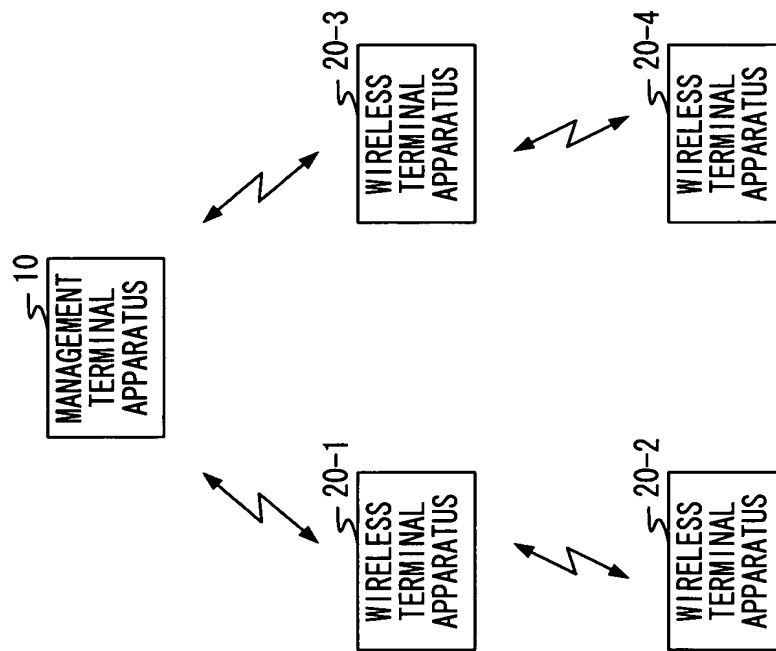 10
MANAGEMENT
TERMINAL
APPARATUS
20-1
WIRELESS
TERMINAL
APPARATUS
20-3
WIRELESS
TERMINAL
APPARATUS
20-2
WIRELESS
TERMINAL
APPARATUS
20-4
WIRELESS
TERMINAL
APPARATUS